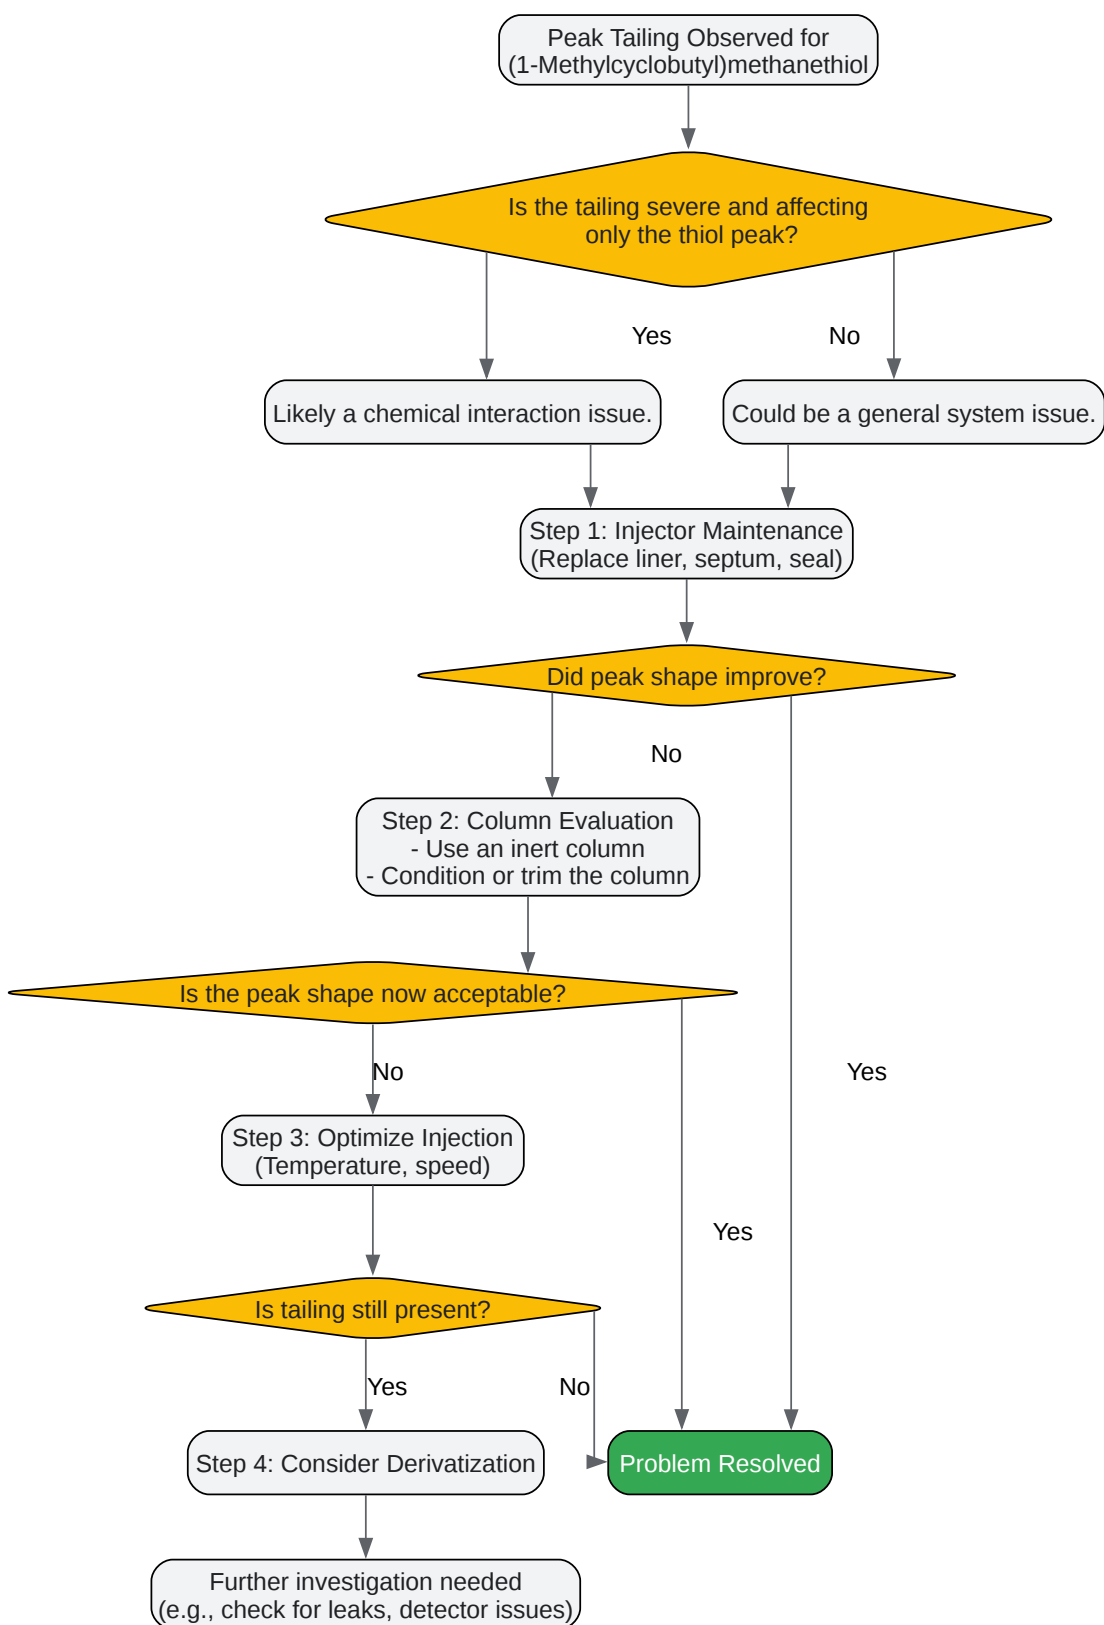 Peak Tailing Observed for
(1-Methylcyclobutyl)methanethiol
Is the tailing severe and affecting
only the thiol peak?
Yes
No
Likely a chemical interaction issue.
Could be a general system issue.
Step 1: Injector Maintenance
(Replace liner, septum, seal)
Did peak shape improve?
No
Step 2: Column Evaluation
- Use an inert column
- Condition or trim the column
Is the peak shape now acceptable?
No
Yes
Step 3: Optimize Injection
(Temperature, speed)
Yes
Is tailing still present?
Yes
No
Step 4: Consider Derivatization
Problem Resolved
Further investigation needed
(e.g., check for leaks, detector issues)